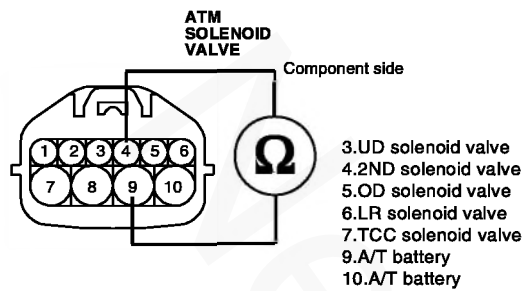 ATM
SOLENOID
VALVE
Component side
1 2 3 4 5 6
7 8 9 10
Ω
3.UD solenoid valve
4.2ND solenoid valve
5.OD solenoid valve
6.LR solenoid valve
7.TCC solenoid valve
9.A/T battery
10.A/T battery